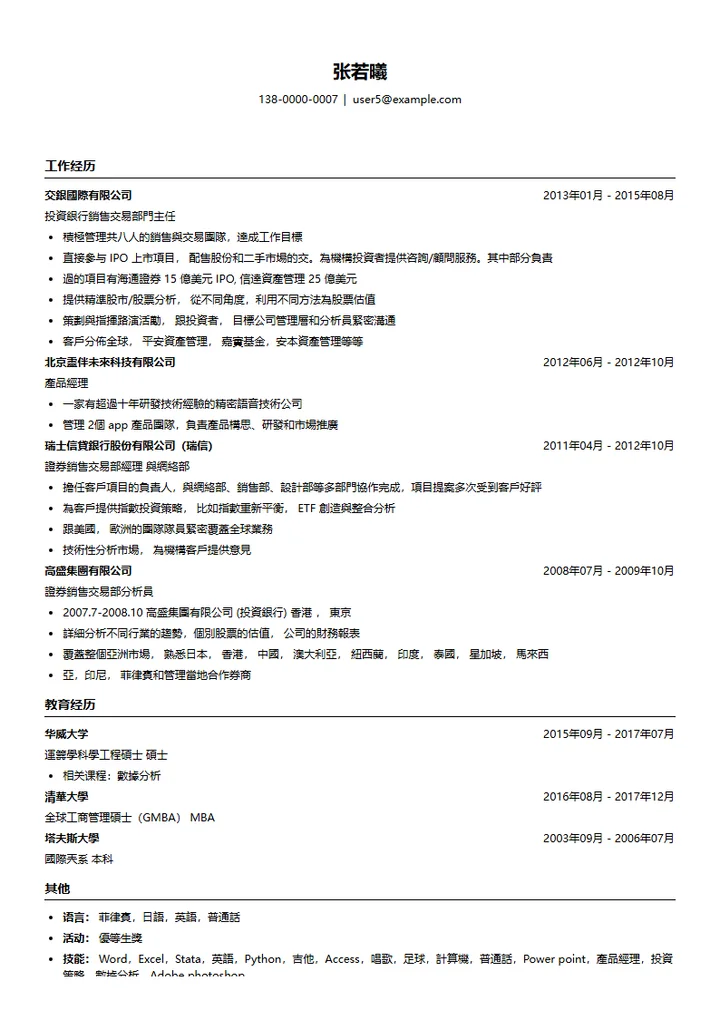 张若曦
138-0000-0007 | user5@example.com
工作经历
交銀國際有限公司 2013年01月 - 2015年08月
投資銀行銷售交易部門主任
• 積極管理共八人的銷售與交易團隊，達成工作目標
• 直接參与 IPO 上市項目， 配售股份和二手市場的交。為機構投資者提供咨詢/顧問服務。其中部分負責
• 過的項目有海通證券 15 億美元 IPO, 信達資產管理 25 億美元
• 提供精準股市/股票分析， 從不同角度，利用不同方法為股票估值
• 策劃與指揮路演活動， 跟投資者， 目標公司管理層和分析員緊密溝通
• 客戶分佈全球， 平安資產管理， 嘉實基金，安本資產管理等等
北京靈伴未來科技有限公司 2012年06月 - 2012年10月
產品經理
• 一家有超過十年研發技術經驗的精密語音技術公司
• 管理 2個 app 產品團隊，負責產品構思、研發和市場推廣
瑞士信貸銀行股份有限公司（瑞信） 2011年04月 - 2012年10月
證券銷售交易部經理 與網絡部
• 擔任客戶項目的負責人，與網絡部、銷售部、設計部等多部門協作完成，項目提案多次受到客戶好評
• 為客戶提供指數投資策略， 比如指數重新平衡， ETF 創造與整合分析
• 跟美國， 歐洲的團隊隊員緊密覆蓋全球業務
• 技術性分析市場， 為機構客戶提供意見
高盛集團有限公司 2008年07月 - 2009年10月
證券銷售交易部分析員
• 2007.7-2008.10 高盛集團有限公司 (投資銀行) 香港 ， 東京
• 詳細分析不同行業的趨勢，個別股票的估值， 公司的財務報表
• 覆蓋整個亞洲市場， 熟悉日本， 香港， 中國， 澳大利亞， 紐西蘭， 印度， 泰國， 星加坡， 馬來西
• 亞，印尼， 菲律賓和管理當地合作券商
教育经历
华威大学 2015年09月 - 2017年07月
運籌學科學工程碩士 碩士
• 相关课程：數據分析
清華大學 2016年09月 - 2017年12月
全球工商管理碩士（GMBA） MBA
塔夫斯大學 2003年09月 - 2006年07月
國際关系 本科
其他
• 语言： 菲律賓，日語，英語，普通話
• 活动： 優等生獎
• 技能： Word，Excel，Stata，英語，Python，吉他，Access，唱歌，足球，計算機，普通話，Power point，產品經理，投資
策略，數據分析，Adobe photoshop